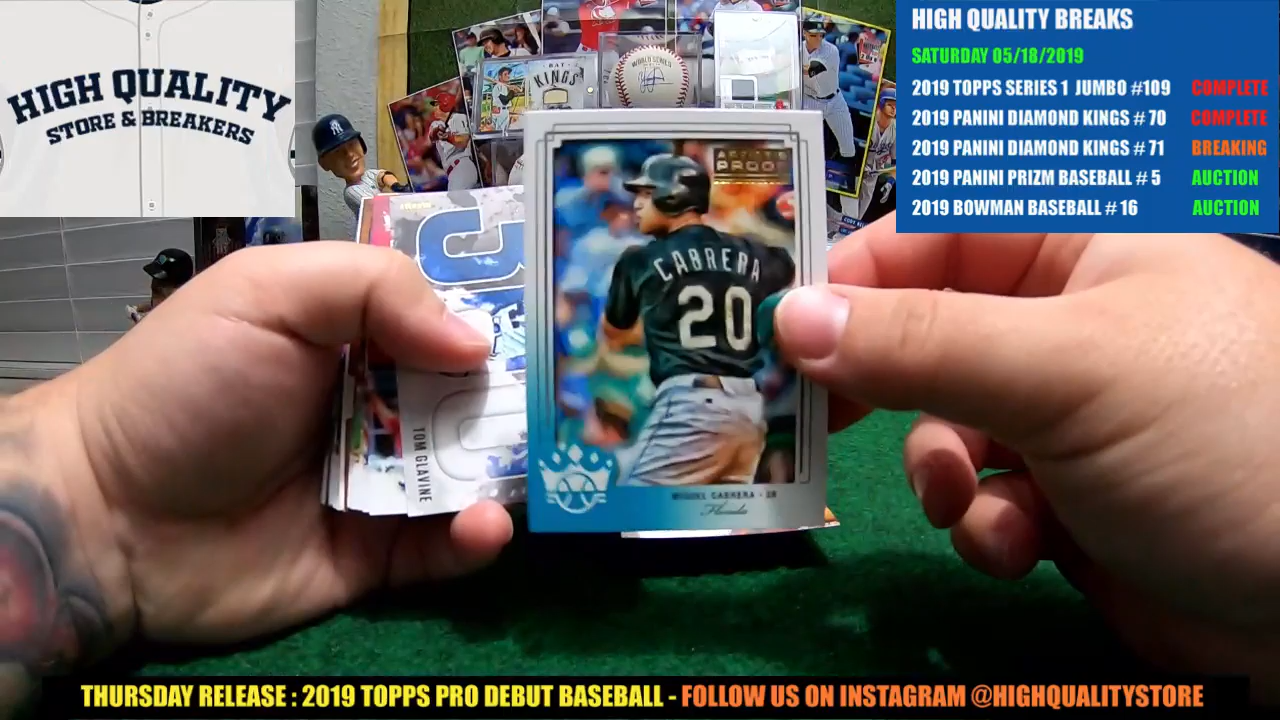 HIGH QUALITY
STORE & BREAKERS
HIGH QUALITY BREAKS
SATURDAY 05/18/2019
2019 TOPPS SERIES 1 JUMBO #109 COMPLETE
2019 PANINI DIAMOND KINGS # 70 COMPLETE
2019 PANINI DIAMOND KINGS # 71 BREAKING
2019 PANINI PRIZM BASEBALL # 5 AUCTION
2019 BOWMAN BASEBALL # 16 AUCTION
KINGS
WORLD SERIES
ARTIST'S
PROOF
CABRERA
20
MIGUEL CABRERA - 3B
Florida
TOM GLAVINE
THURSDAY RELEASE : 2019 TOPPS PRO DEBUT BASEBALL - FOLLOW US ON INSTAGRAM @HIGHQUALITYSTORE